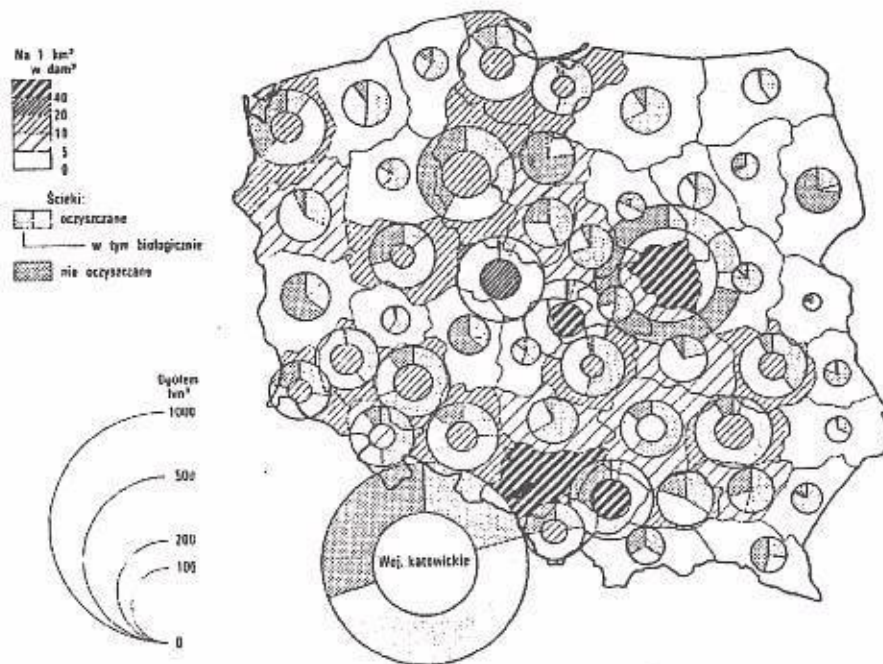 Na 1 km²
w dam³
40
20
10
5
0
Ścieki:
oczyszczane
w tym biologicznie
nie oczyszczane
Ogółem
hm³
1000
500
200
100
0
Woj. katowickie